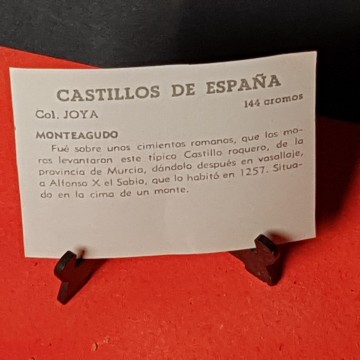 CASTILLOS DE ESPAÑA
Col. JOYA 144 cromos
MONTEAGUDO
Fué sobre unos cimientos romanos, que los mo-
ros levantaron este típico Castillo roquero, de la
provincia de Murcia, dándolo después en vasallaje,
a Alfonso X el Sabio, que lo habitó en 1257. Situa-
do en la cima de un monte.